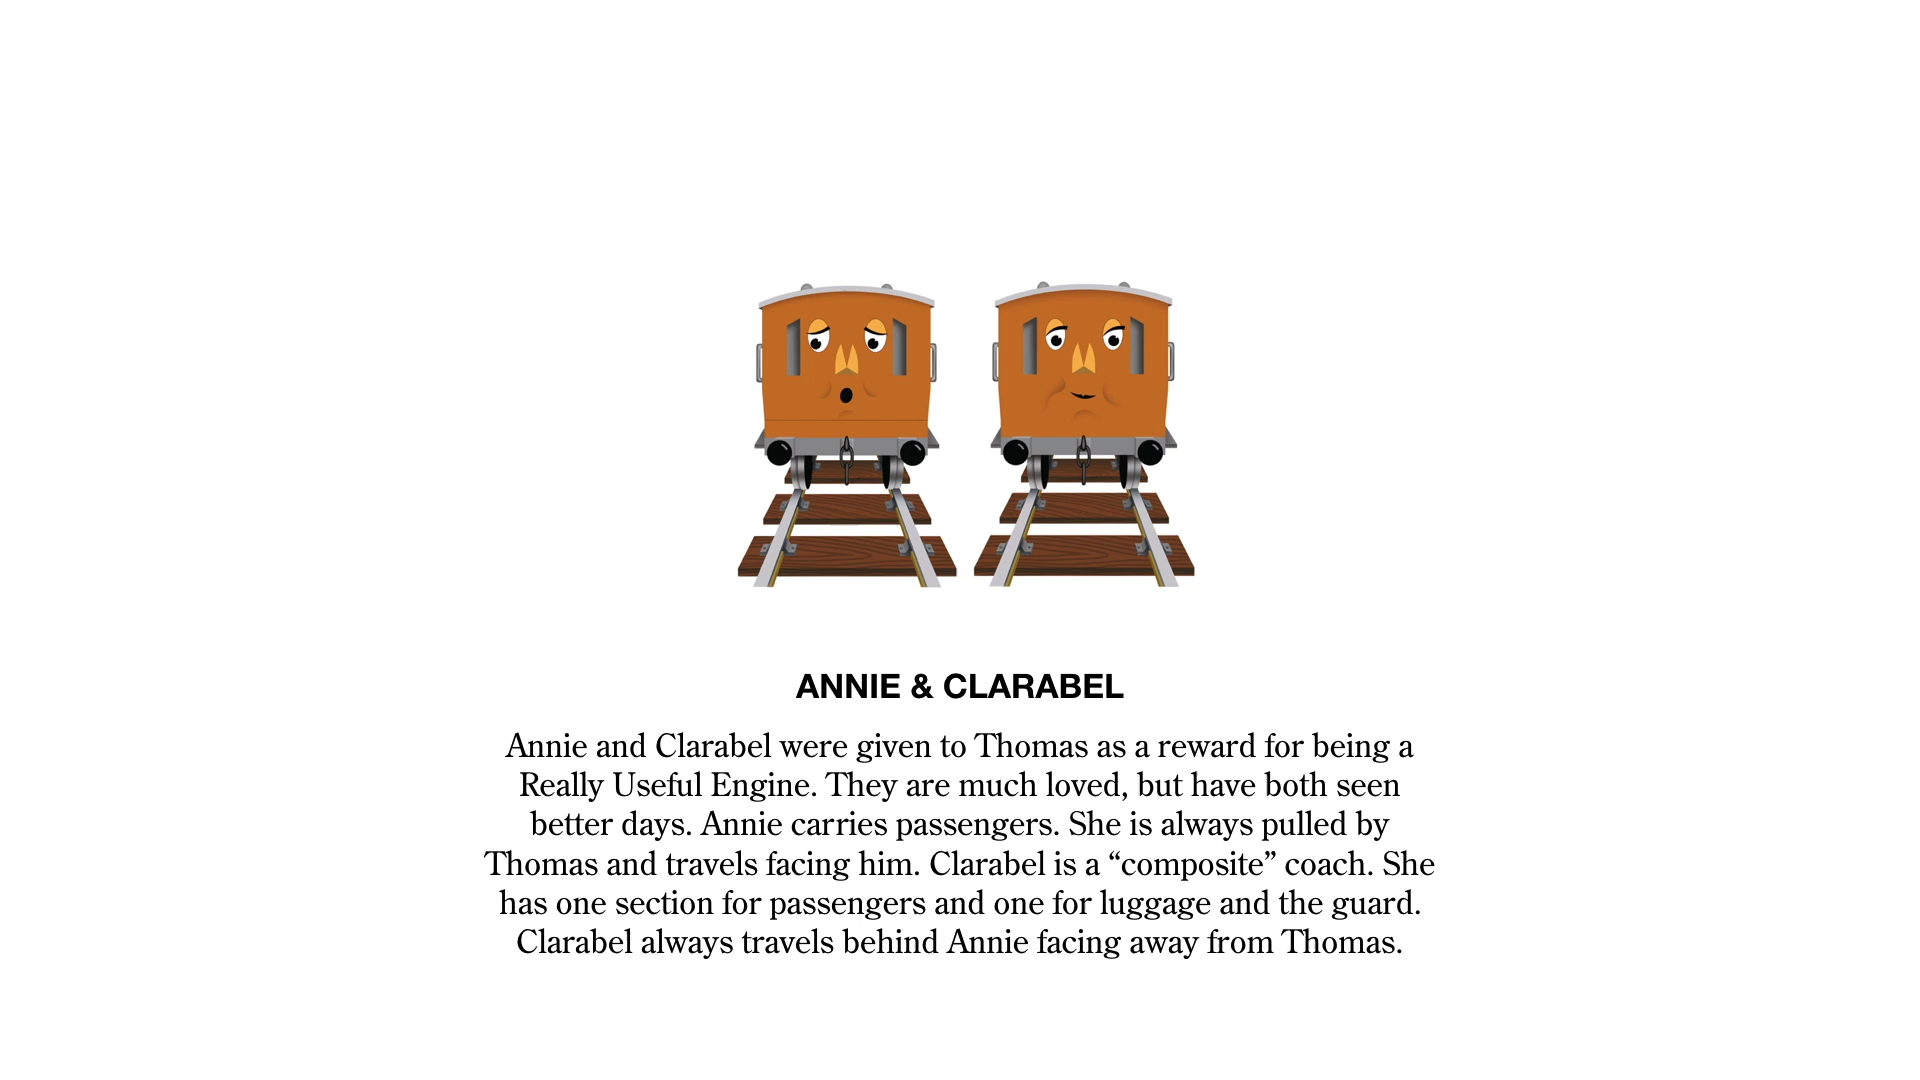 ANNIE & CLARABEL
Annie and Clarabel were given to Thomas as a reward for being a
Really Useful Engine. They are much loved, but have both seen
better days. Annie carries passengers. She is always pulled by
Thomas and travels facing him. Clarabel is a “composite” coach. She
has one section for passengers and one for luggage and the guard.
Clarabel always travels behind Annie facing away from Thomas.